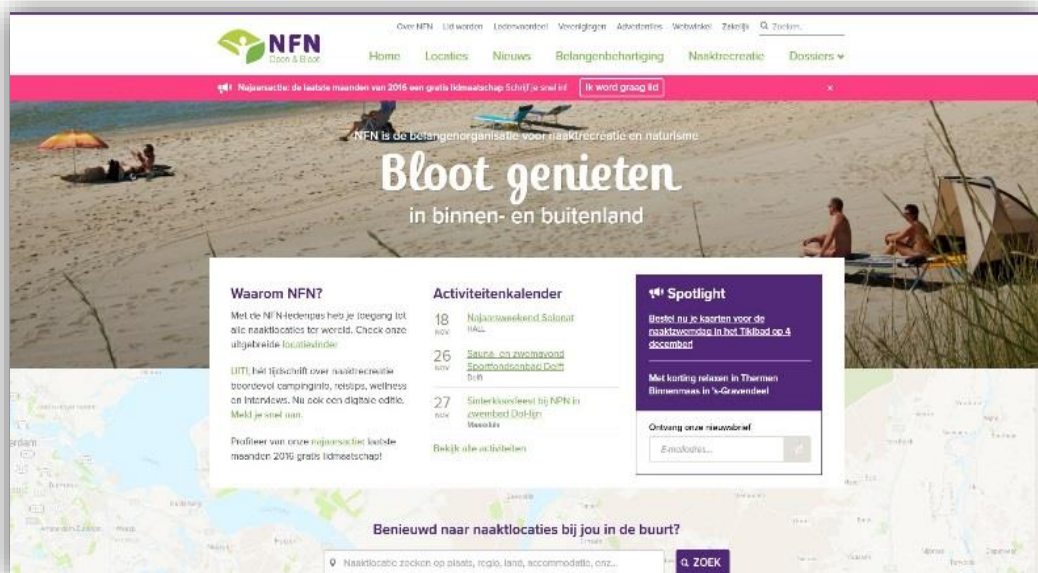 Over NFN Lid worden Ledenvoordeel Verenigingen Advertenties Webwinkel Zakelijk Zoeken...
NFN
Open & Bloot
Home Locaties Nieuws Belangenbehartiging Naaktrecreatie Dossiers
Najaarsactie: de laatste maanden van 2016 een gratis lidmaatschap Schrijf je snel in! Ik word graag lid ×
NFN is de belangenorganisatie voor naaktrecreatie en naturisme
Bloot genieten
in binnen- en buitenland
Waarom NFN?
Met de NFN-ledenpas heb je toegang tot
alle naaktlocaties ter wereld. Check onze
uitgebreide locatievinder
UIT!, hét tijdschrift over naaktrecreatie
boordevol campinginfo, reistips, wellness
en interviews. Nu ook een digitale editie.
Meld je snel aan.
Profiteer van onze najaarsactie: laatste
maanden 2016 gratis lidmaatschap!
Activiteitenkalender
18 Najaarsweekend Solonat
NOV HALL
26 Sauna- en zwemavond
NOV Sportfondsenbad Delft
Delft
27 Sinterklaasfeest bij NPN in
NOV zwembad Dol-fijn
Maassluis
Bekijk alle activiteiten
Spotlight
Bestel nu je kaarten voor de
naaktzwemdag in het Tikibad op 4
december!
Met korting relaxen in Thermen
Binnenmaas in 's-Gravendeel
Ontvang onze nieuwsbrief
E-mailadres...
Benieuwd naar naaktlocaties bij jou in de buurt?
Naaktlocatie zoeken op plaats, regio, land, accommodatie, enz... ZOEK